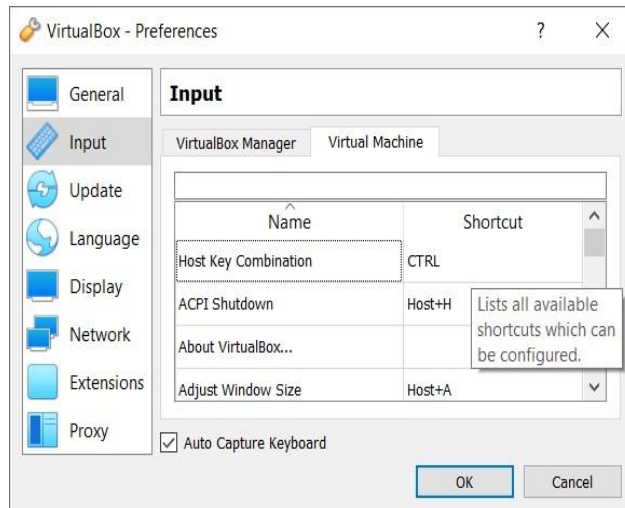 VirtualBox - Preferences ? X
General
Input
Update
Language
Display
Network
Extensions
Proxy
Input
VirtualBox Manager Virtual Machine
Name Shortcut
Host Key Combination CTRL
ACPI Shutdown Host+H
About VirtualBox...
Adjust Window Size Host+A
Lists all available
shortcuts which can
be configured.
Auto Capture Keyboard
OK Cancel